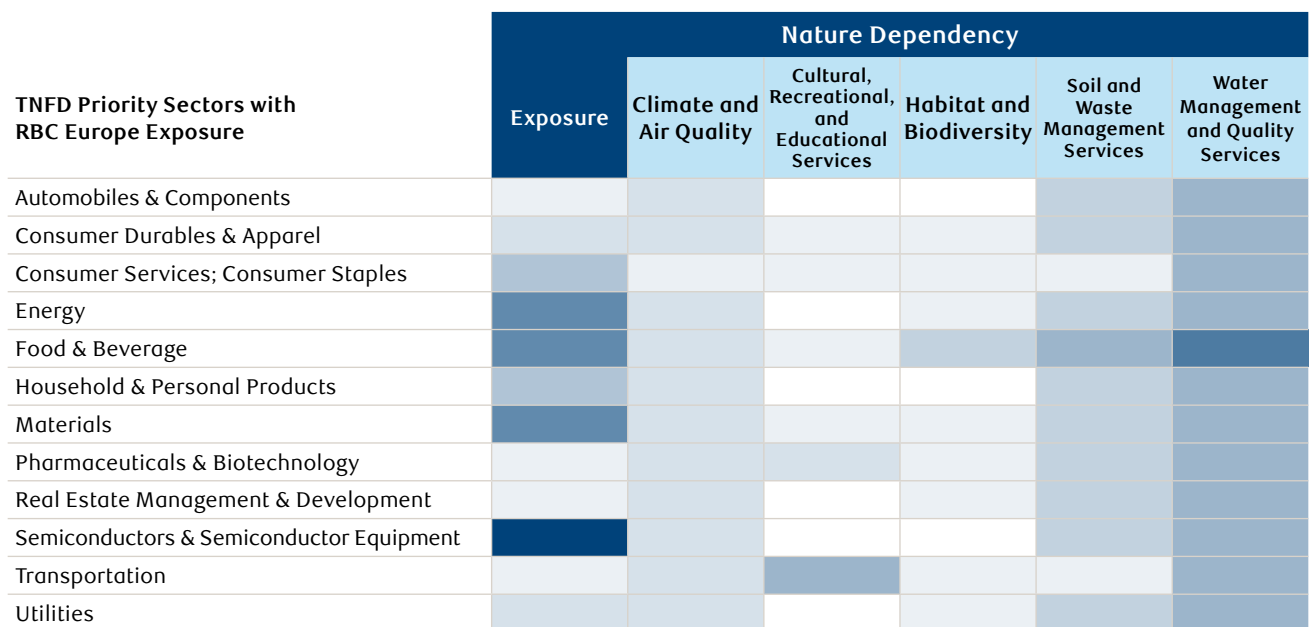 Nature Dependency
TNFD Priority Sectors with
RBC Europe Exposure
Exposure
Climate and
Air Quality
Cultural,
Recreational,
and
Educational
Services
Habitat and
Biodiversity
Soil and
Waste
Management
Services
Water
Management
and Quality
Services
Automobiles & Components
Consumer Durables & Apparel
Consumer Services; Consumer Staples
Energy
Food & Beverage
Household & Personal Products
Materials
Pharmaceuticals & Biotechnology
Real Estate Management & Development
Semiconductors & Semiconductor Equipment
Transportation
Utilities